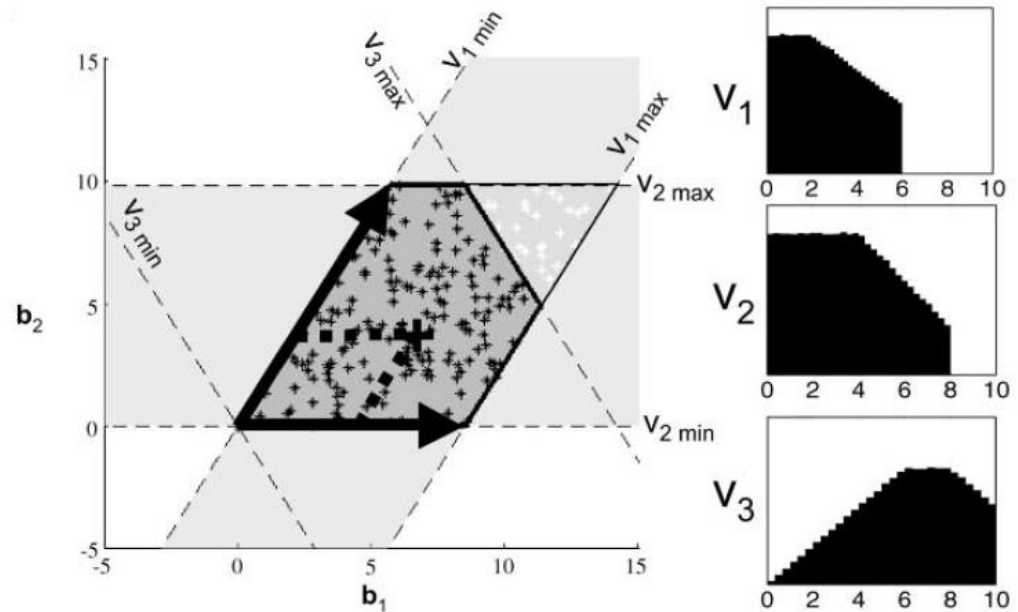 V3 max
V1 min
V3 min
V1 max
V2 max
V2 min
15
10
5
0
-5
b2
-5 0 5 10 15
b1
V1
0 2 4 6 8 10
V2
0 2 4 6 8 10
V3
0 2 4 6 8 10